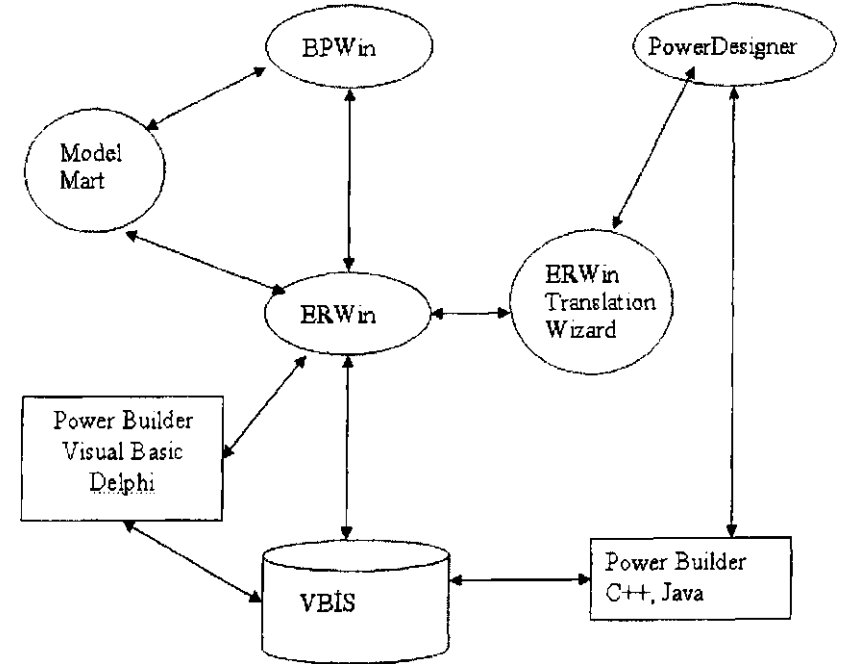 BPWin
PowerDesigner
Model
Mart
ERWin
ERWin
Translation
Wizard
Power Builder
Visual Basic
Delphi
VBİS
Power Builder
C++, Java